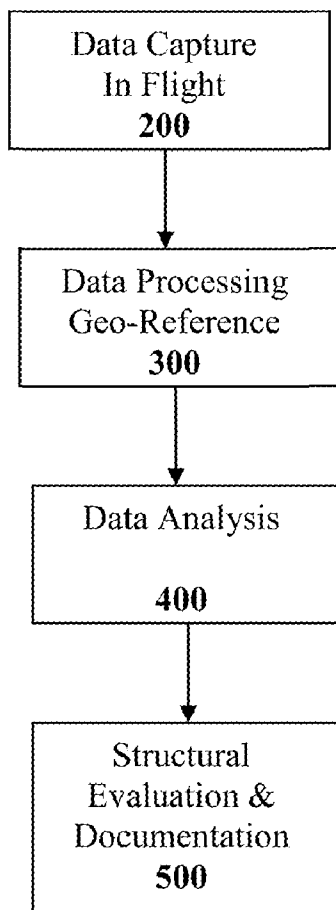 Data Capture
In Flight
200
Data Processing
Geo-Reference
300
Data Analysis
400
Structural
Evaluation &
Documentation
500